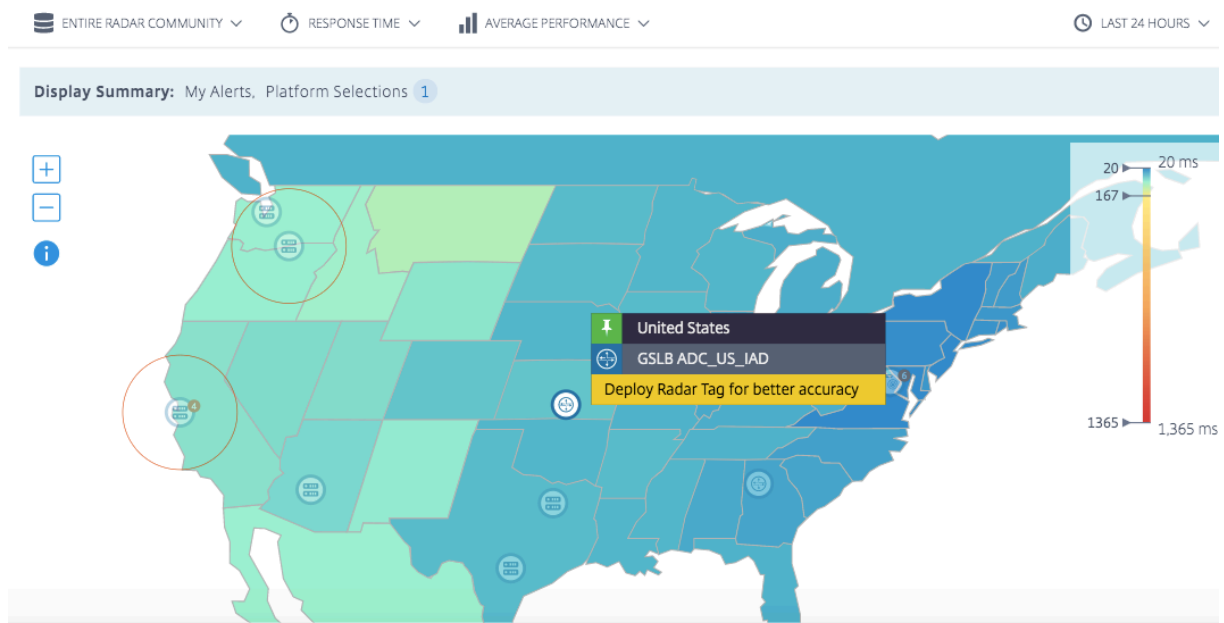 ENTIRE RADAR COMMUNITY RESPONSE TIME AVERAGE PERFORMANCE LAST 24 HOURS
Display Summary: My Alerts, Platform Selections 1
20 20 ms
167
United States
GSLB ADC_US_IAD
Deploy Radar Tag for better accuracy
6
4
1365 1,365 ms